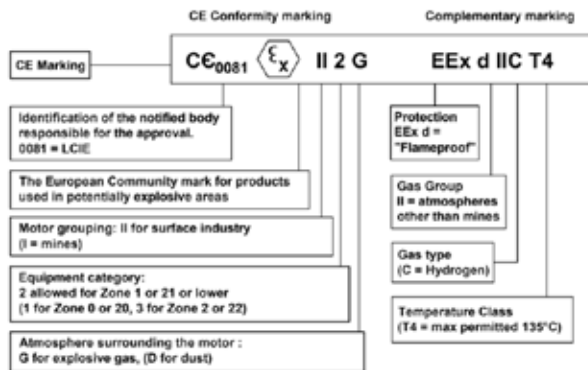 CE Conformity marking
Complementary marking
CE Marking
C€0081 εx II 2 G
EEx d IIC T4
Identification of the notified body
responsible for the approval.
0081 = LCIE
The European Community mark for products
used in potentially explosive areas
Motor grouping: II for surface industry
(I = mines)
Equipment category:
2 allowed for Zone 1 or 21 or lower
(1 for Zone 0 or 20, 3 for Zone 2 or 22)
Atmosphere surrounding the motor :
G for explosive gas, (D for dust)
Protection
EEx d =
"Flameproof"
Gas Group
II = atmospheres
other than mines
Gas type
(C = Hydrogen)
Temperature Class
(T4 = max permitted 135°C)